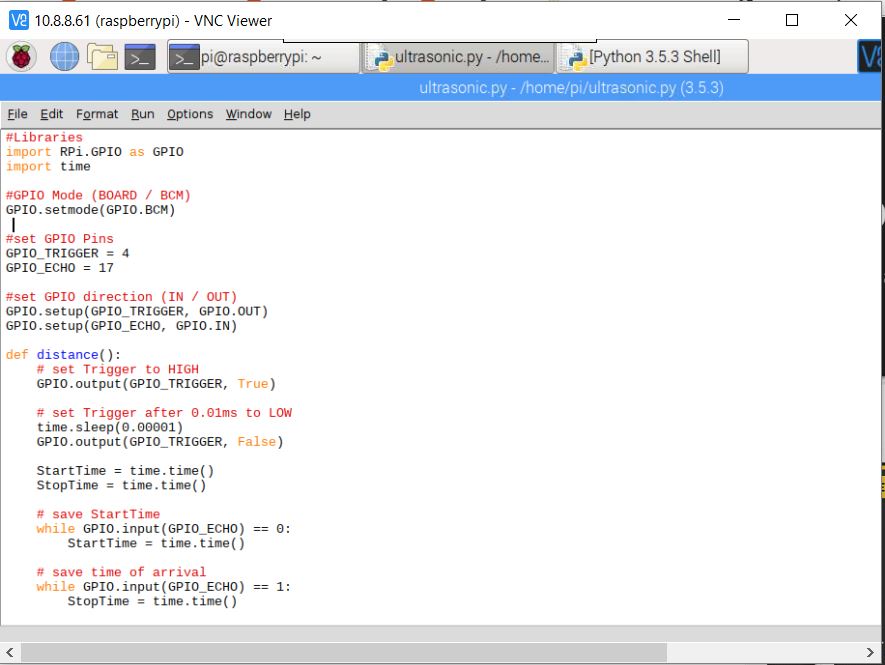 10.8.8.61 (raspberrypi) - VNC Viewer
pi@raspberrypi: ~
ultrasonic.py - /home...
[Python 3.5.3 Shell]
ultrasonic.py - /home/pi/ultrasonic.py (3.5.3)
File Edit Format Run Options Window Help
#Libraries
import RPi.GPIO as GPIO
import time
#GPIO Mode (BOARD / BCM)
GPIO.setmode(GPIO.BCM)
#set GPIO Pins
GPIO_TRIGGER = 4
GPIO_ECHO = 17
#set GPIO direction (IN / OUT)
GPIO.setup(GPIO_TRIGGER, GPIO.OUT)
GPIO.setup(GPIO_ECHO, GPIO.IN)
def distance():
    # set Trigger to HIGH
    GPIO.output(GPIO_TRIGGER, True)
    # set Trigger after 0.01ms to LOW
    time.sleep(0.00001)
    GPIO.output(GPIO_TRIGGER, False)
    StartTime = time.time()
    StopTime = time.time()
    # save StartTime
    while GPIO.input(GPIO_ECHO) == 0:
        StartTime = time.time()
    # save time of arrival
    while GPIO.input(GPIO_ECHO) == 1:
        StopTime = time.time()